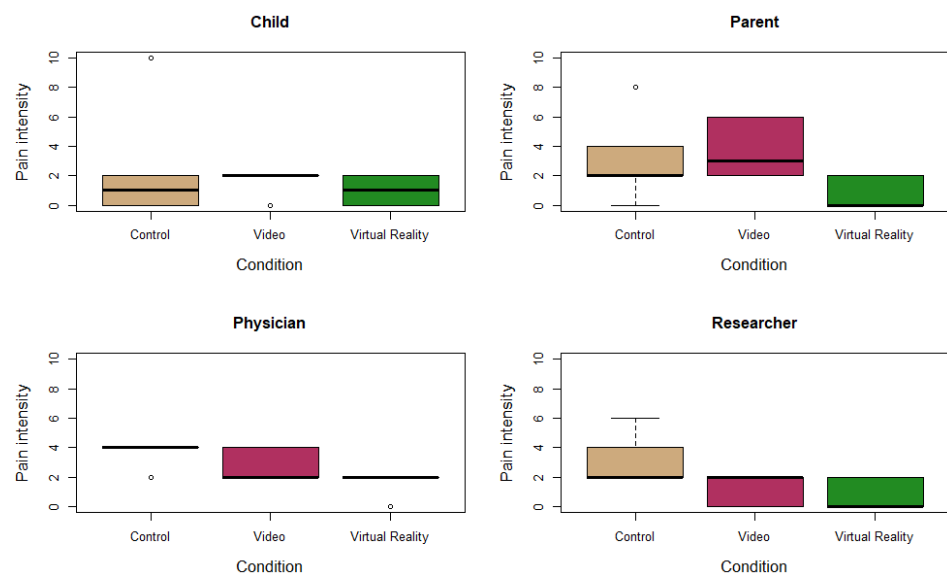 Child
Pain intensity
10
8
6
4
2
0
Control Video Virtual Reality
Condition
Parent
Pain intensity
10
8
6
4
2
0
Control Video Virtual Reality
Condition
Physician
Pain intensity
10
8
6
4
2
0
Control Video Virtual Reality
Condition
Researcher
Pain intensity
10
8
6
4
2
0
Control Video Virtual Reality
Condition